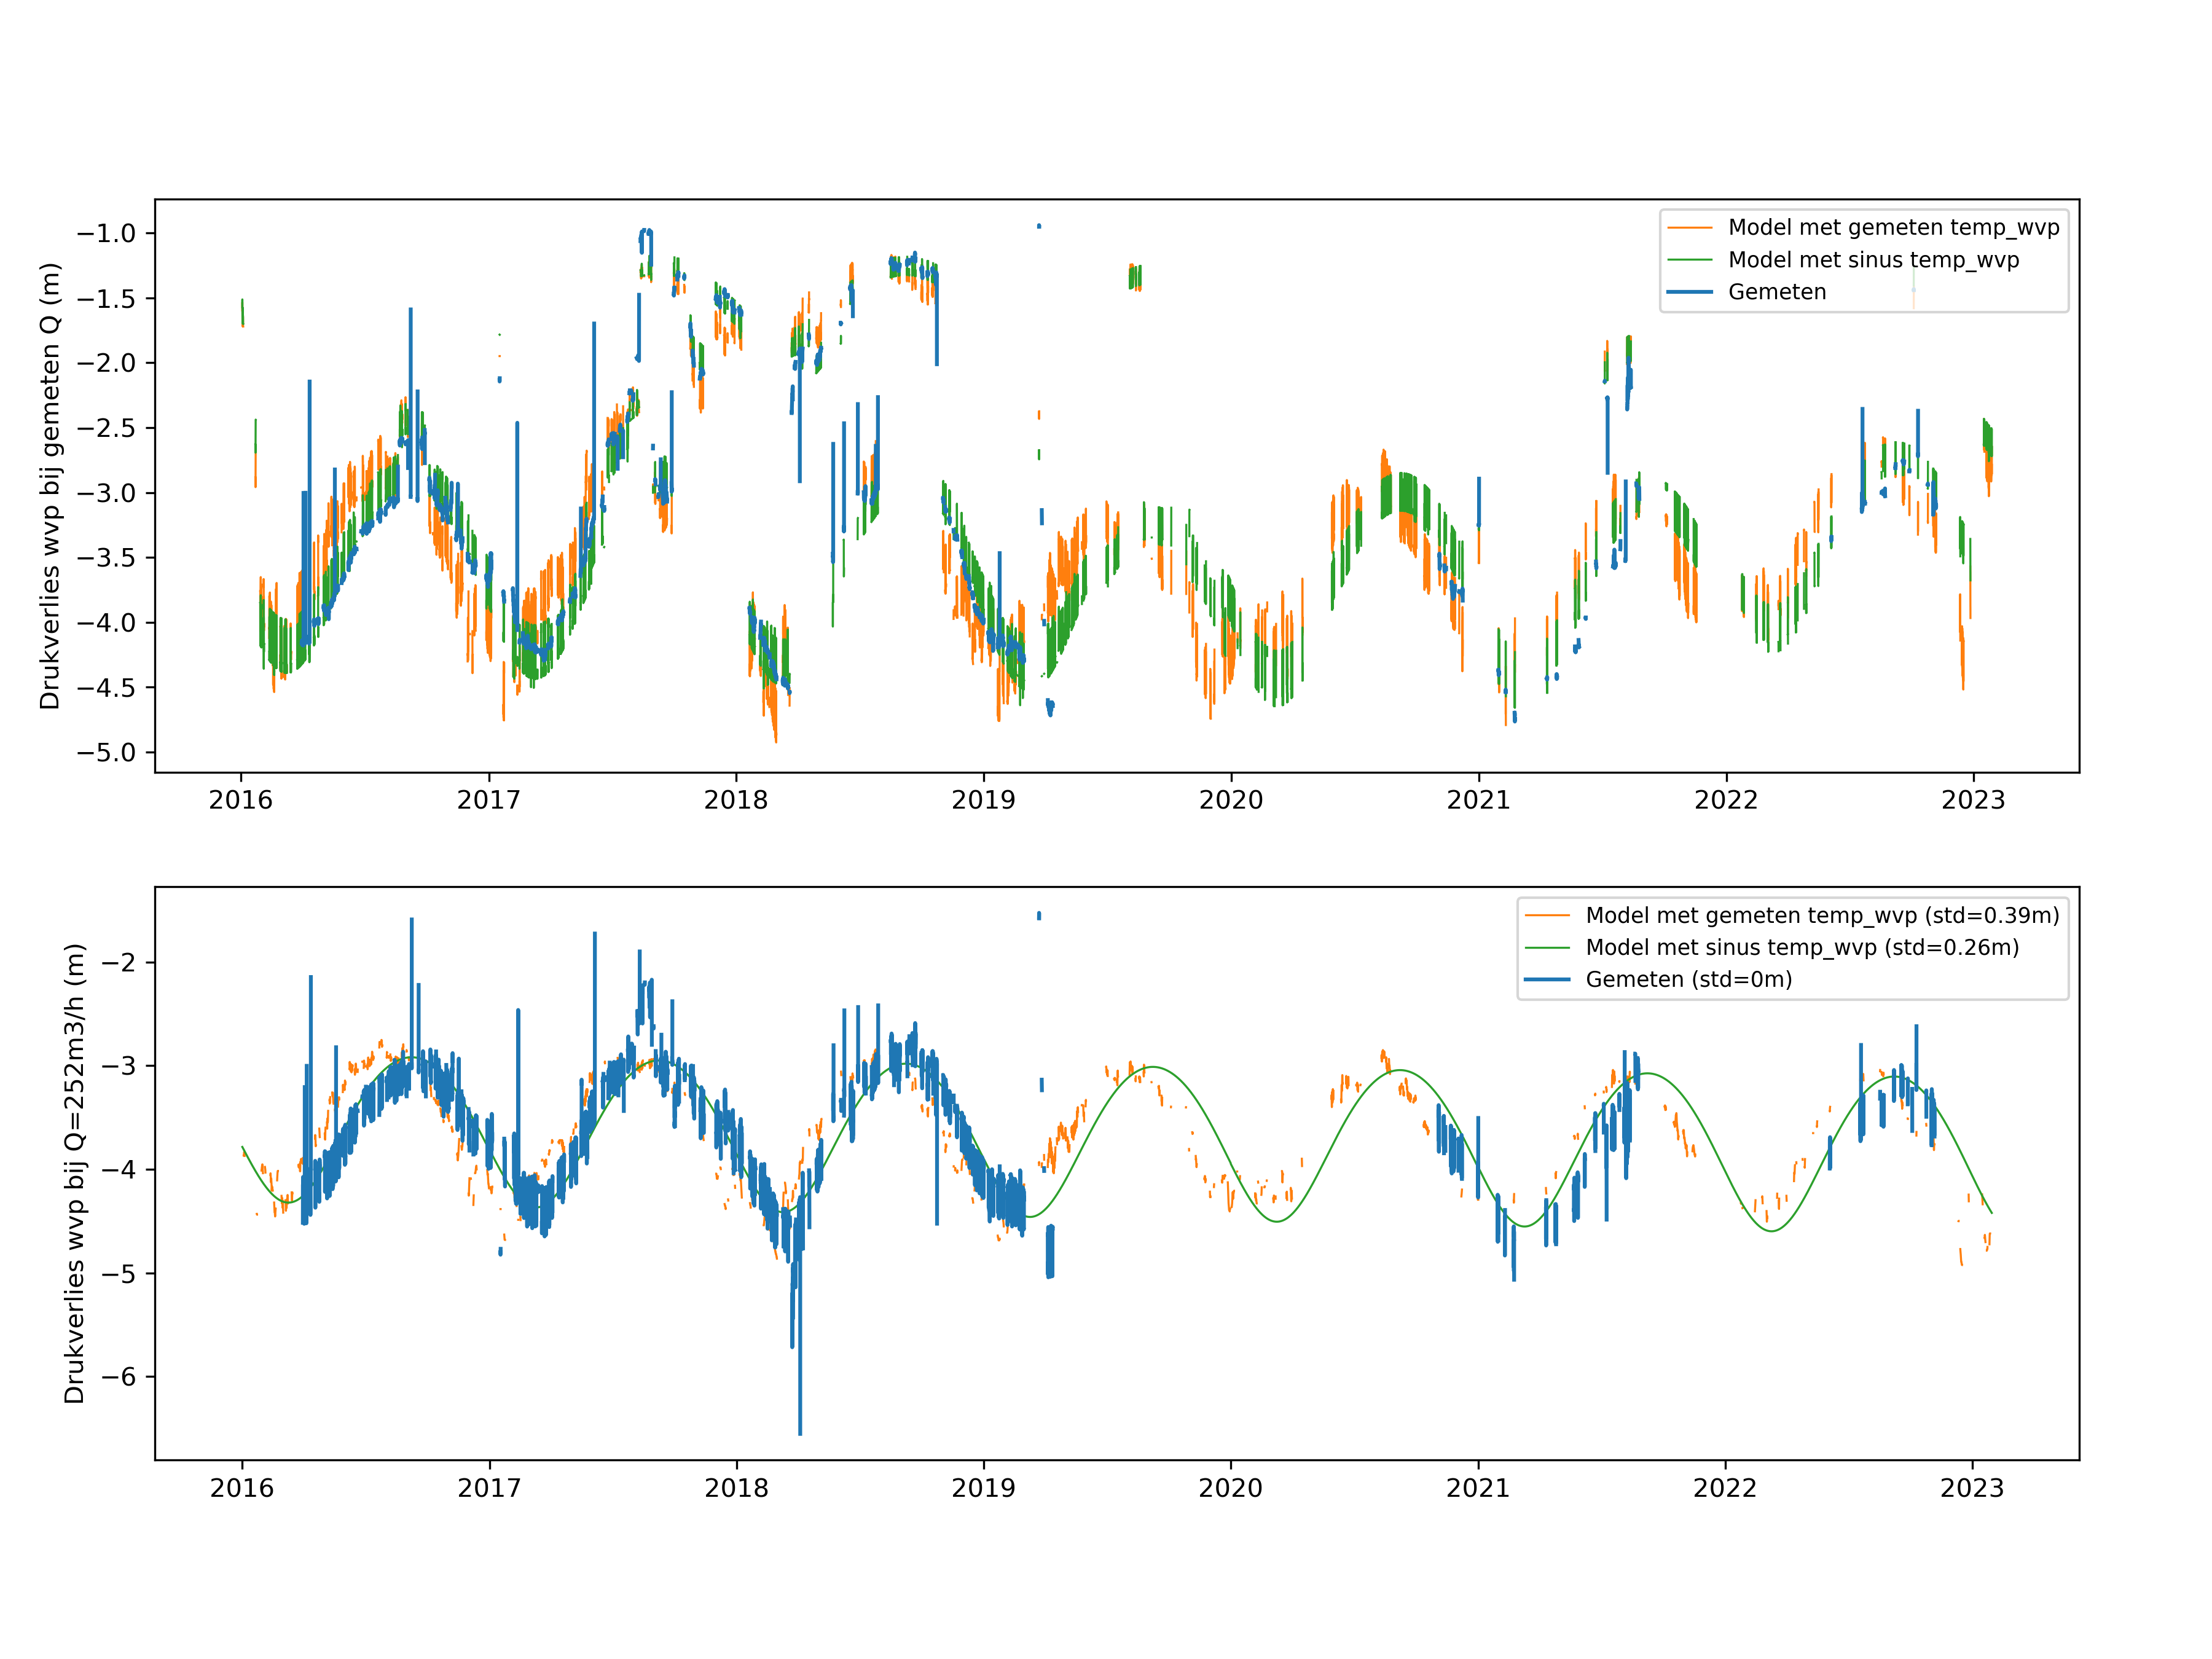 Drukverlies wvp bij gemeten Q (m)
−1.0
−1.5
−2.0
−2.5
−3.0
−3.5
−4.0
−4.5
−5.0
Model met gemeten temp_wvp
Model met sinus temp_wvp
Gemeten
2016 2017 2018 2019 2020 2021 2022 2023
Drukverlies wvp bij Q=252m3/h (m)
−2
−3
−4
−5
−6
Model met gemeten temp_wvp (std=0.39m)
Model met sinus temp_wvp (std=0.26m)
Gemeten (std=0m)
2016 2017 2018 2019 2020 2021 2022 2023